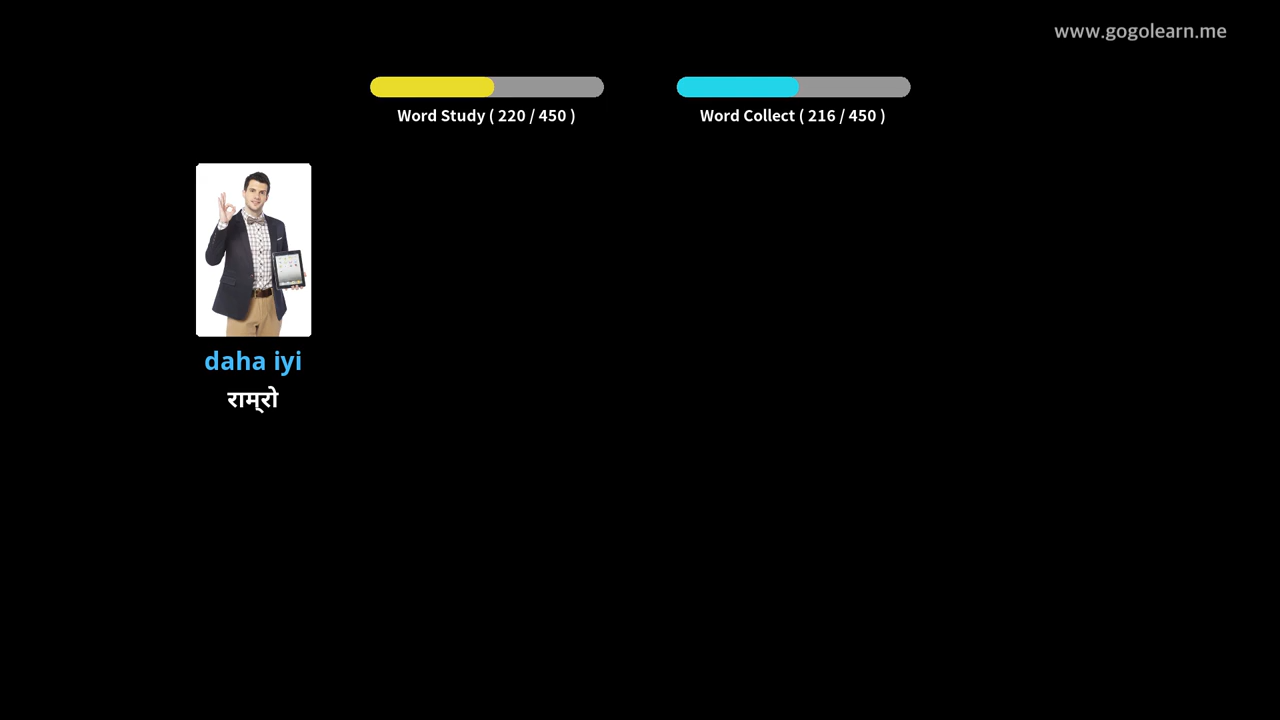 www.gogolearn.me
Word Study ( 220 / 450 )
Word Collect ( 216 / 450 )
daha iyi
राम्रो